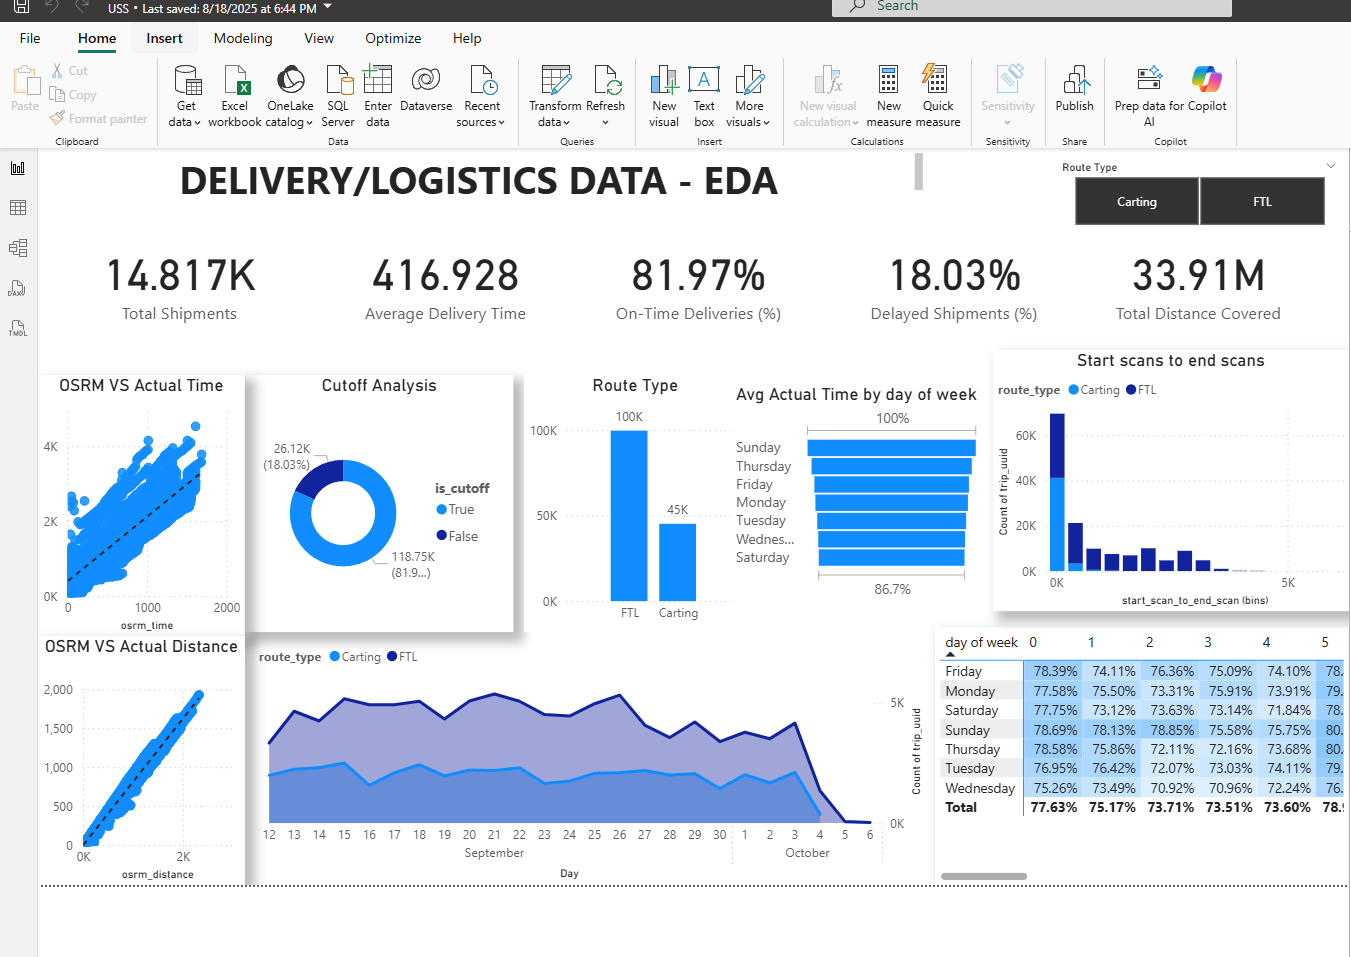 USS • Last saved: 8/18/2025 at 6:44 PM
Search
File Home Insert Modeling View Optimize Help
Paste
Cut
Copy
Format painter
Clipboard
Get data
Excel workbook
OneLake catalog
SQL Server
Enter data
Dataverse
Recent sources
Data
Transform data
Refresh
Queries
New visual
Text box
More visuals
Insert
New visual calculation
New measure
Quick measure
Calculations
Sensitivity
Sensitivity
Publish
Share
Prep data for AI
Copilot
Copilot
DAX
TMDL
DELIVERY/LOGISTICS DATA - EDA
Route Type
Carting FTL
14.817K
Total Shipments
416.928
Average Delivery Time
81.97%
On-Time Deliveries (%)
18.03%
Delayed Shipments (%)
33.91M
Total Distance Covered
OSRM VS Actual Time
4K
2K
0K
0 1000 2000
osrm_time
Cutoff Analysis
26.12K
(18.03%)
118.75K
(81.9...)
is_cutoff
True
False
Route Type
100K
50K
0K
100K
45K
FTL Carting
Avg Actual Time by day of week
100%
Sunday
Thursday
Friday
Monday
Tuesday
Wednes...
Saturday
86.7%
Start scans to end scans
route_type Carting FTL
Count of trip_uuid
60K
40K
20K
0K
0K 5K
start_scan_to_end_scan (bins)
OSRM VS Actual Distance
2,000
1,500
1,000
500
0
0K 2K
osrm_distance
route_type Carting FTL
5K
0K
Count of trip_uuid
12 13 14 15 16 17 18 19 20 21 22 23 24 25 26 27 28 29 30 1 2 3 4 5 6
September October
Day
day of week 0 1 2 3 4 5
Friday 78.39% 74.11% 76.36% 75.09% 74.10% 78.
Monday 77.58% 75.50% 73.31% 75.91% 73.91% 79.
Saturday 77.75% 73.12% 73.63% 73.14% 71.84% 78.
Sunday 78.69% 78.13% 78.85% 75.58% 75.75% 80.
Thursday 78.58% 75.86% 72.11% 72.16% 73.68% 80.
Tuesday 76.95% 76.42% 72.07% 73.03% 74.11% 79.
Wednesday 75.26% 73.49% 70.92% 70.96% 72.24% 76.
Total 77.63% 75.17% 73.71% 73.51% 73.60% 78.9